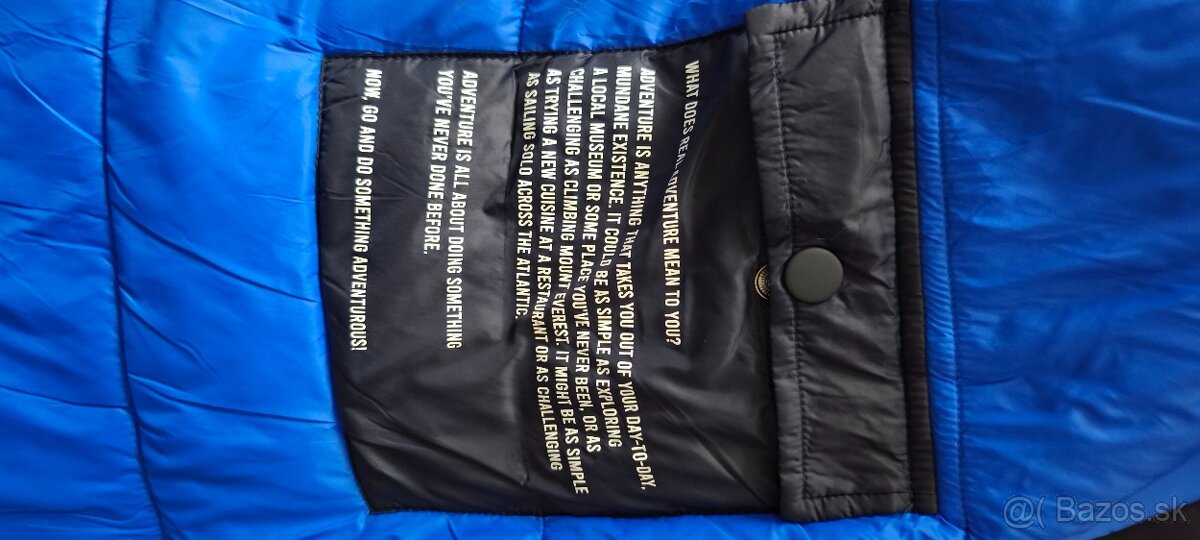 WHAT DOES REAL ADVENTURE MEAN TO YOU?
ADVENTURE IS ANYTHING THAT TAKES YOU OUT OF YOUR DAY-TO-DAY,
MUNDANE EXISTENCE. IT COULD BE AS SIMPLE AS EXPLORING
A LOCAL MUSEUM OR SOME PLACE YOU'VE NEVER BEEN, OR AS
CHALLENGING AS CLIMBING MOUNT EVEREST. IT MIGHT BE AS SIMPLE
AS TRYING A NEW CUISINE AT A RESTAURANT OR AS CHALLENGING
AS SAILING SOLO ACROSS THE ATLANTIC.
ADVENTURE IS ALL ABOUT DOING SOMETHING
YOU'VE NEVER DONE BEFORE.
NOW, GO AND DO SOMETHING ADVENTUROUS!
@( Bazos.sk